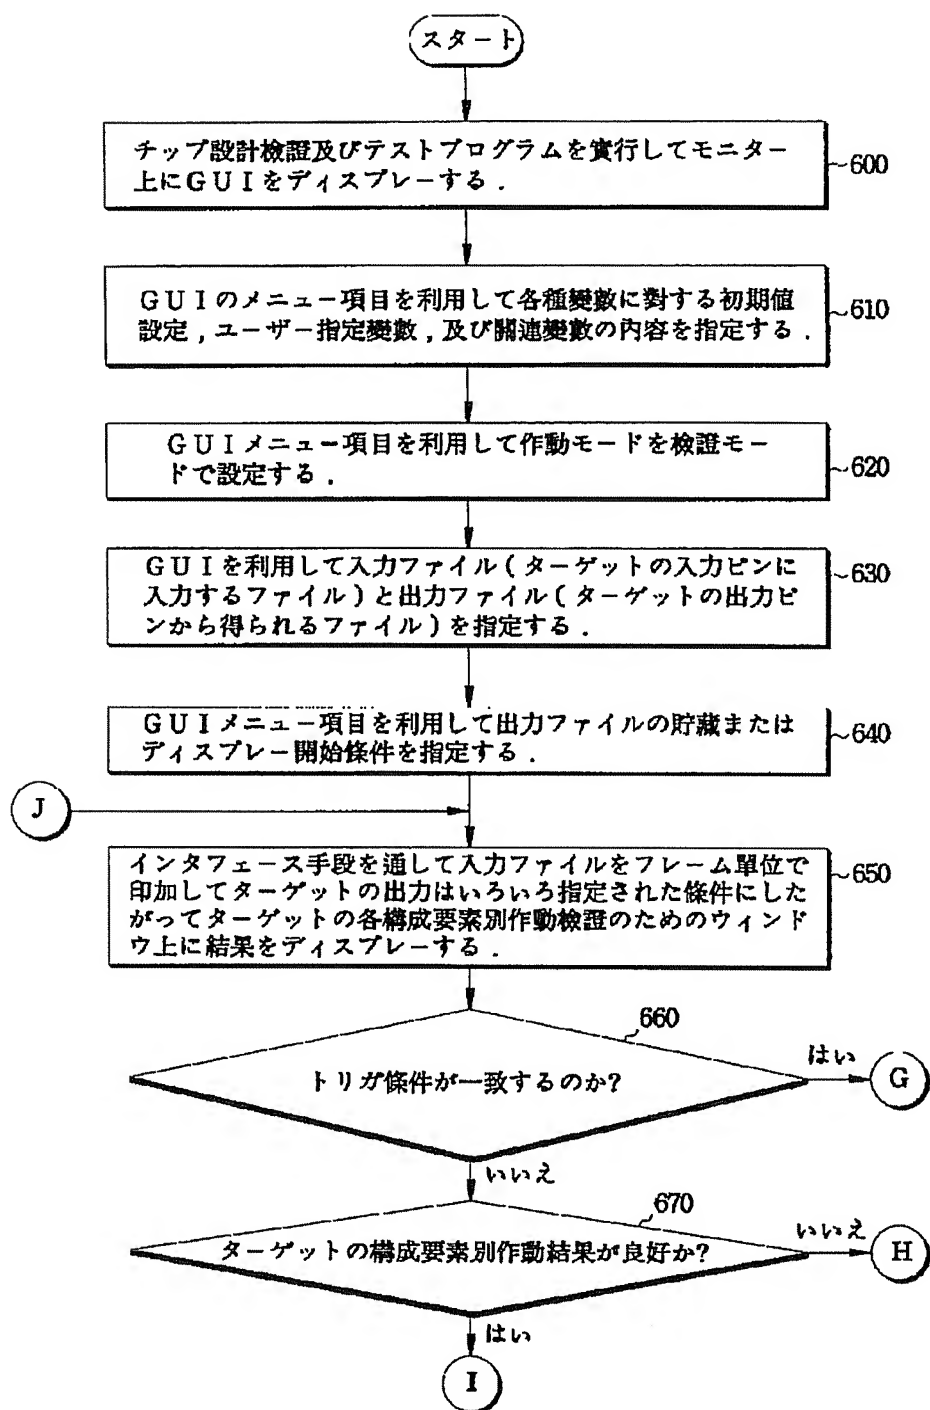 スタート
チップ設計檢證及びテストプログラムを實行してモニター
上にGUIをディスプレーする.
600
GUIのメニュー項目を利用して各種變數に對する初期値
設定,ユーザー指定變數,及び關連變數の内容を指定する.
610
GUIメニュー項目を利用して作動モードを檢證モー
ドで設定する.
620
GUIを利用して入力ファイル(ターゲットの入力ピンに
入力するファイル)と出力ファイル(ターゲットの出力ピ
ンから得られるファイル)を指定する.
630
GUIメニュー項目を利用して出力ファイルの貯藏または
ディスプレー開始條件を指定する.
640
J
インタフェース手段を通して入力ファイルをフレーム單位で
印加してターゲットの出力はいろいろ指定された條件にした
がってターゲットの各構成要素別作動檢證のためのウィンド
ウ上に結果をディスプレーする.
650
660
トリガ條件が一致するのか?
はい
G
いいえ
670
ターゲットの構成要素別作動結果が良好か?
いいえ
H
はい
I